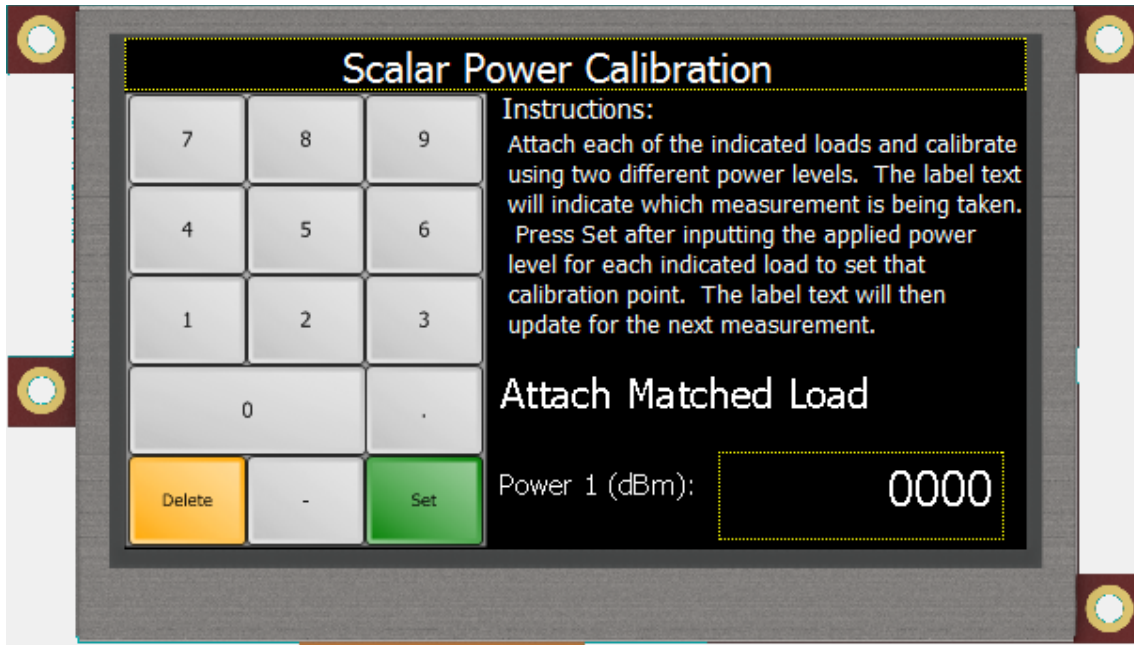 Scalar Power Calibration
7 8 9
4 5 6
1 2 3
0 .
Delete - Set
Instructions:
Attach each of the indicated loads and calibrate
using two different power levels.  The label text
will indicate which measurement is being taken.
Press Set after inputting the applied power
level for each indicated load to set that
calibration point.  The label text will then
update for the next measurement.
Attach Matched Load
Power 1 (dBm): 0000